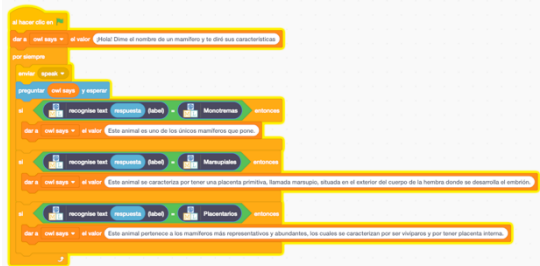 al hacer clic en
dar a owl says el valor ¡Hola! Dime el nombre de un mamífero y te diré sus características
por siempre
enviar speak
preguntar owl says y esperar
si recognise text respuesta (label) = Monotremas entonces
dar a owl says el valor Este animal es uno de los únicos mamíferos que pone.
si recognise text respuesta (label) = Marsupiales entonces
dar a owl says el valor Este animal se caracteriza por tener una placenta primitiva, llamada marsupio, situada en el exterior del cuerpo de la hembra donde se desarrolla el embrión.
si recognise text respuesta (label) = Placentarios entonces
dar a owl says el valor Este animal pertenece a los mamíferos más representativos y abundantes, los cuales se caracterizan por ser vivíparos y por tener placenta interna.